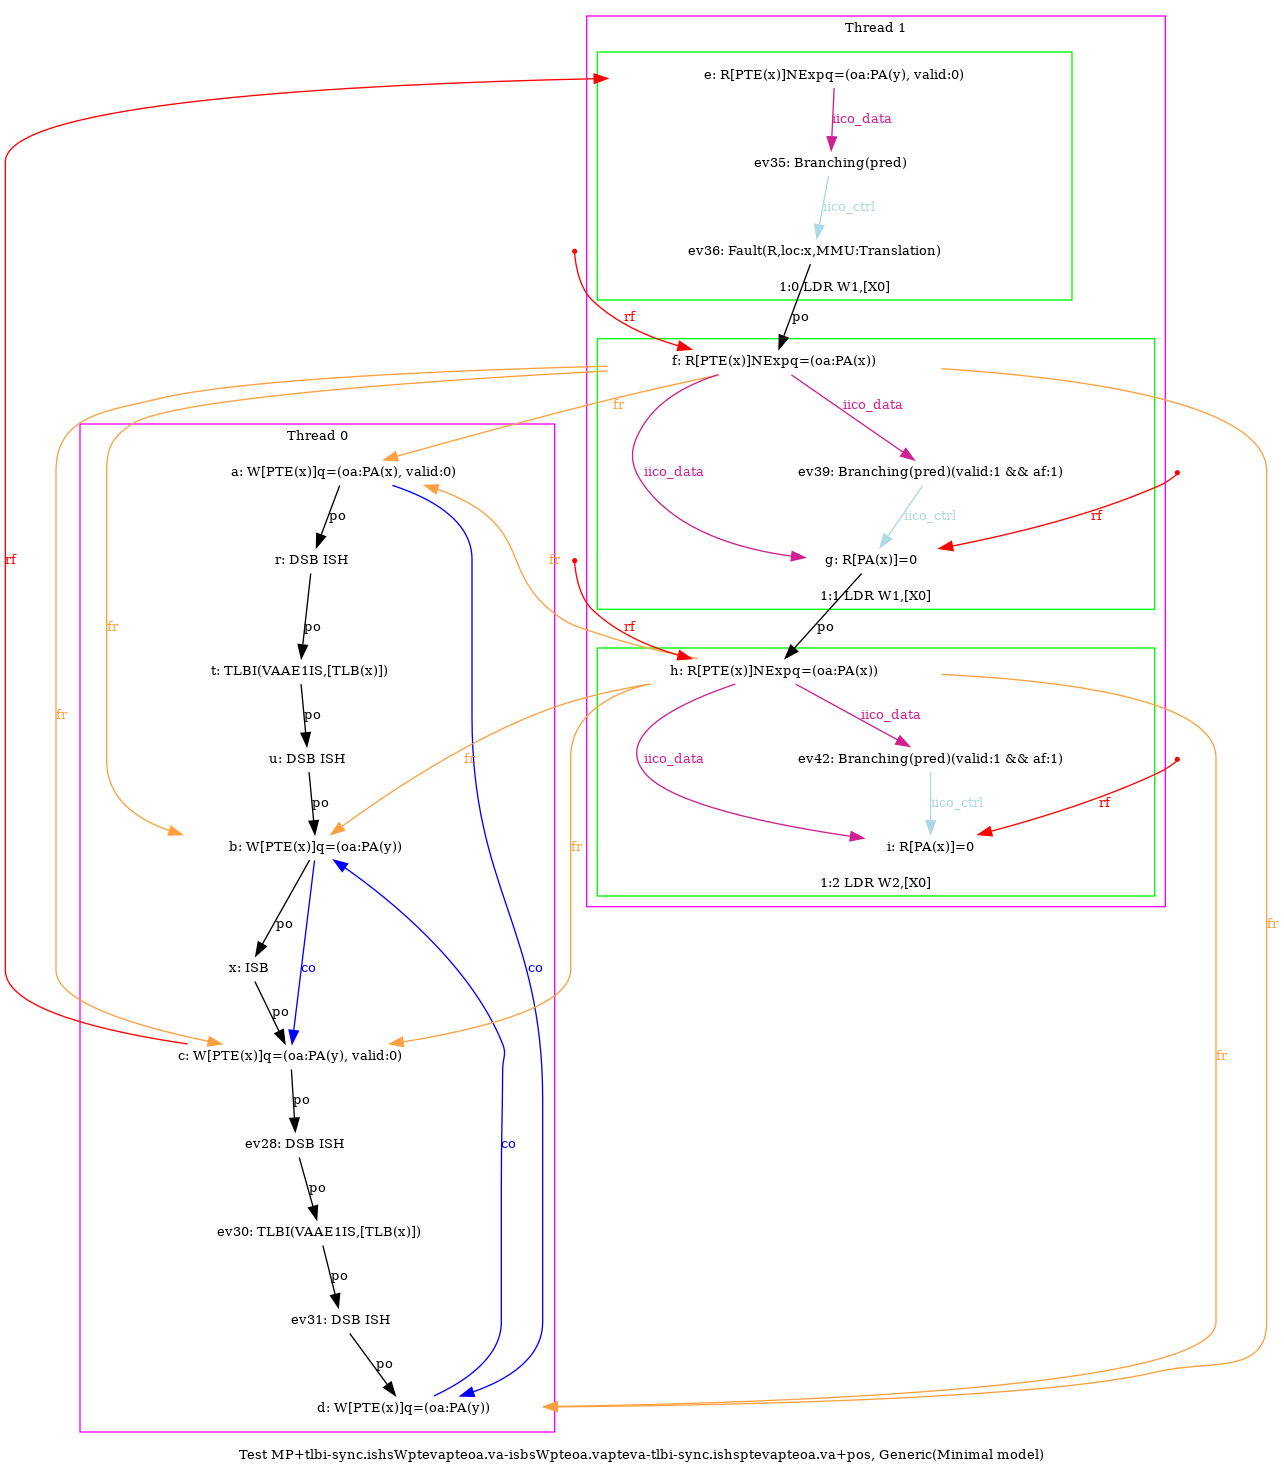 Thread 1
e: R[PTE(x)]NExpq=(oa:PA(y), valid:0)
iico_data
ev35: Branching(pred)
iico_ctrl
ev36: Fault(R,loc:x,MMU:Translation)
1:0 LDR W1,[X0]
rf
po
f: R[PTE(x)]NExpq=(oa:PA(x))
fr
iico_data
Thread 0
a: W[PTE(x)]q=(oa:PA(x), valid:0)
iico_data
ev39: Branching(pred)(valid:1 && af:1)
po
iico_ctrl
rf
rf
r: DSB ISH
fr
g: R[PA(x)]=0
1:1 LDR W1,[X0]
fr
po
rf
po
t: TLBI(VAAE1IS,[TLB(x)])
h: R[PTE(x)]NExpq=(oa:PA(x))
fr
po
iico_data
u: DSB ISH
fr
iico_data
ev42: Branching(pred)(valid:1 && af:1)
po
iico_ctrl
rf
b: W[PTE(x)]q=(oa:PA(y))
fr
i: R[PA(x)]=0
1:2 LDR W2,[X0]
po
fr
x: ISB
co
co
po
c: W[PTE(x)]q=(oa:PA(y), valid:0)
fr
po
ev28: DSB ISH
co
po
ev30: TLBI(VAAE1IS,[TLB(x)])
po
ev31: DSB ISH
po
d: W[PTE(x)]q=(oa:PA(y))
Test MP+tlbi-sync.ishsWptevapteoa.va-isbsWpteoa.vapteva-tlbi-sync.ishsptevapteoa.va+pos, Generic(Minimal model)